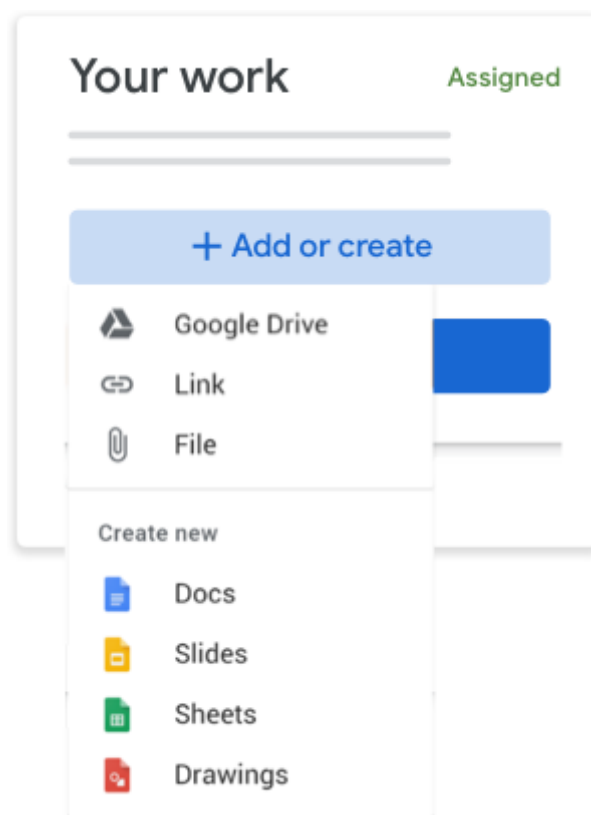 Your work
Assigned
+ Add or create
Google Drive
Link
File
Create new
Docs
Slides
Sheets
Drawings